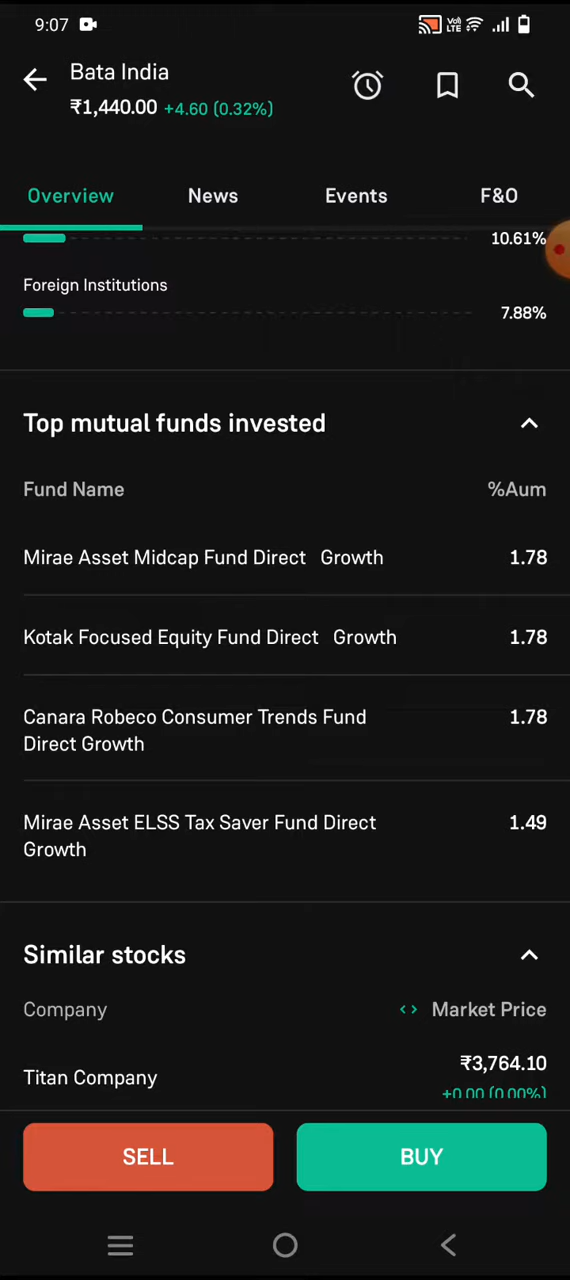 9:07
Vo)
LTE
Bata India
₹1,440.00 +4.60 (0.32%)
Overview News Events F&O
10.61%
Foreign Institutions
7.88%
Top mutual funds invested
Fund Name %Aum
Mirae Asset Midcap Fund Direct Growth 1.78
Kotak Focused Equity Fund Direct Growth 1.78
Canara Robeco Consumer Trends Fund 1.78
Direct Growth
Mirae Asset ELSS Tax Saver Fund Direct 1.49
Growth
Similar stocks
Company <> Market Price
₹3,764.10
Titan Company
+0.00 (0.00%)
SELL BUY